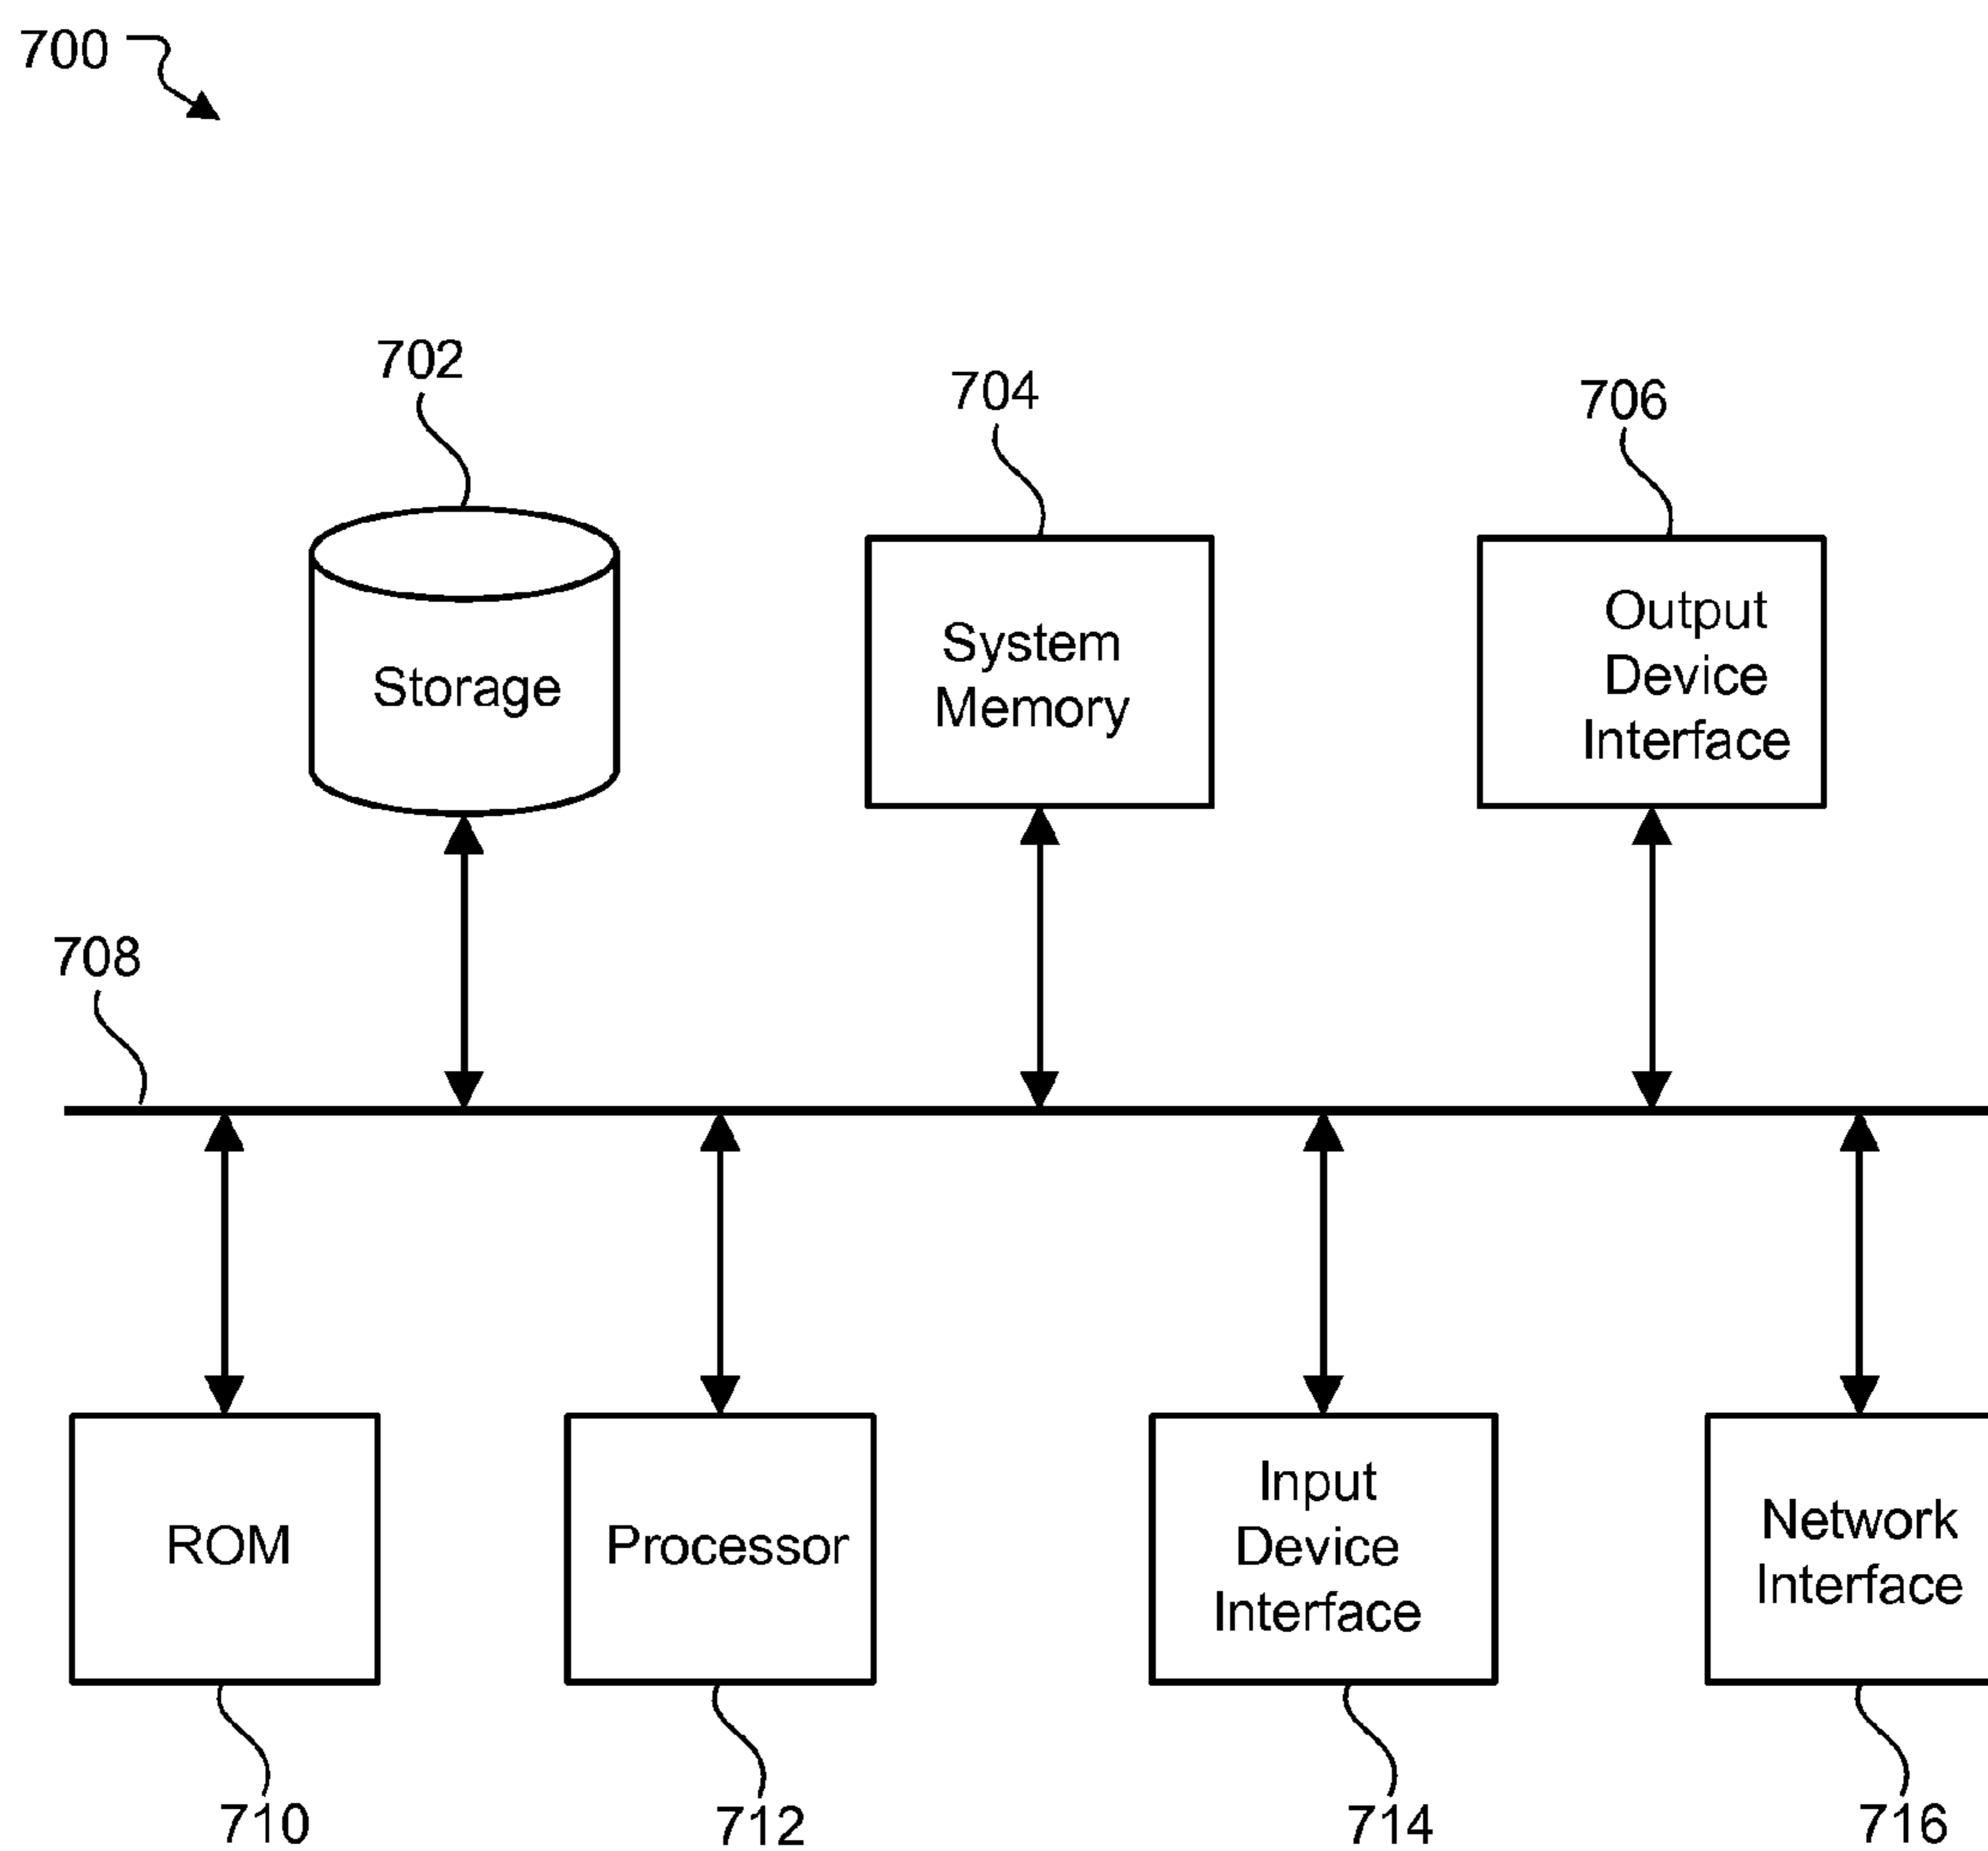 700
702
704
706
Storage
System
Memory
Output
Device
Interface
708
ROM
Processor
Input
Device
Interface
Network
Interface
710
712
714
716